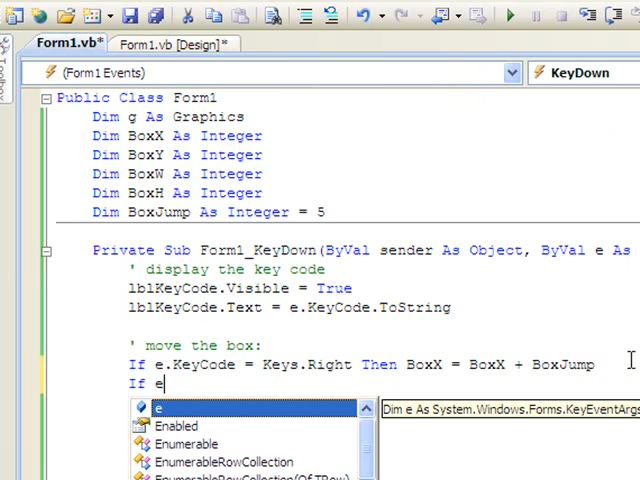 Form1.vb*
Form1.vb [Design]*
Toolbox
(Form1 Events)
KeyDown
Public Class Form1
Dim g As Graphics
Dim BoxX As Integer
Dim BoxY As Integer
Dim BoxW As Integer
Dim BoxH As Integer
Dim BoxJump As Integer = 5
Private Sub Form1_KeyDown(ByVal sender As Object, ByVal e As
' display the key code
lblKeyCode.Visible = True
lblKeyCode.Text = e.KeyCode.ToString
' move the box:
If e.KeyCode = Keys.Right Then BoxX = BoxX + BoxJump
If e
e
Dim e As System.Windows.Forms.KeyEventArgs
Enabled
Enumerable
EnumerableRowCollection
EnumerableRowCollection(Of TRow)